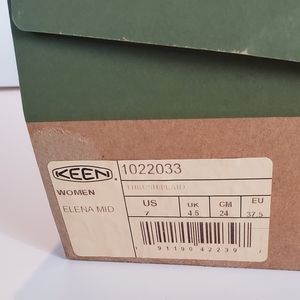 KEEN
1022033
WOMEN
ELENA MID
US UK CM EU
7 4.5 24 37.5